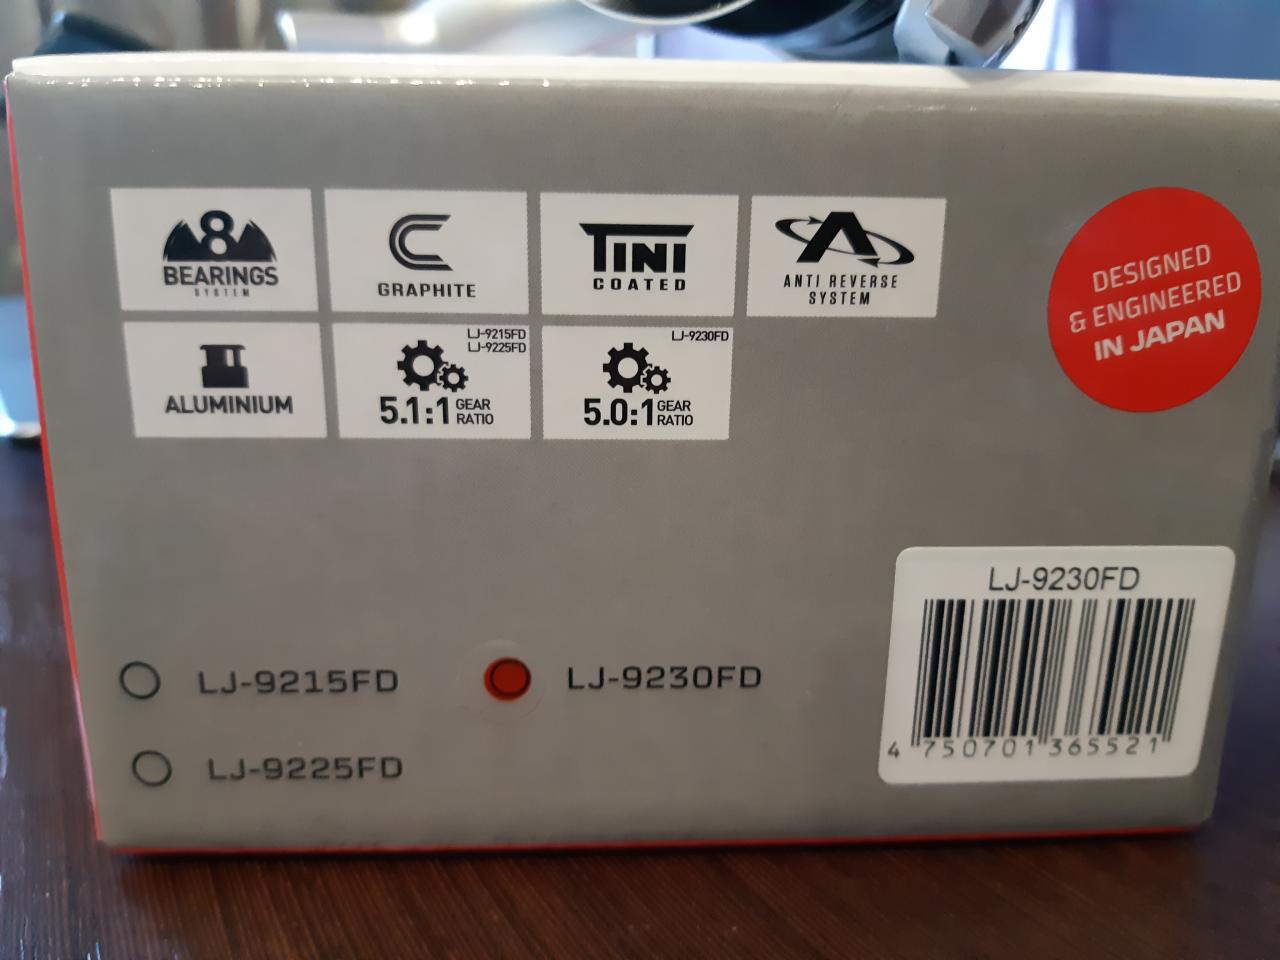 8
BEARINGS
SYSTEM
GRAPHITE
TINI
COATED
ANTI REVERSE
SYSTEM
DESIGNED
& ENGINEERED
IN JAPAN
ALUMINIUM
LJ-9215FD
LJ-9225FD
5.1:1 GEAR RATIO
LJ-9230FD
5.0:1 GEAR RATIO
LJ-9230FD
4 750701 365521
LJ-9215FD
LJ-9230FD
LJ-9225FD